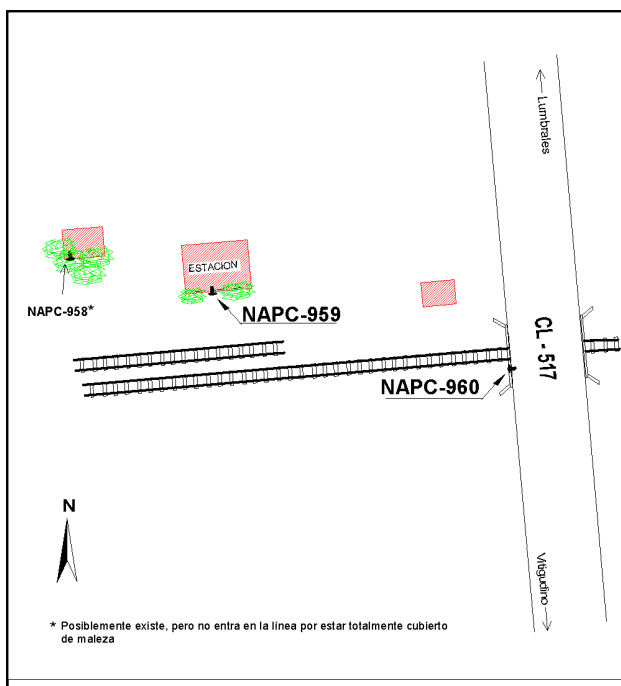 Lumbrales
ESTACION
NAPC-958*
NAPC-959
CL - 517
NAPC-960
N
Vitigudino
* Posiblemente existe, pero no entra en la línea por estar totalmente cubierto
de maleza